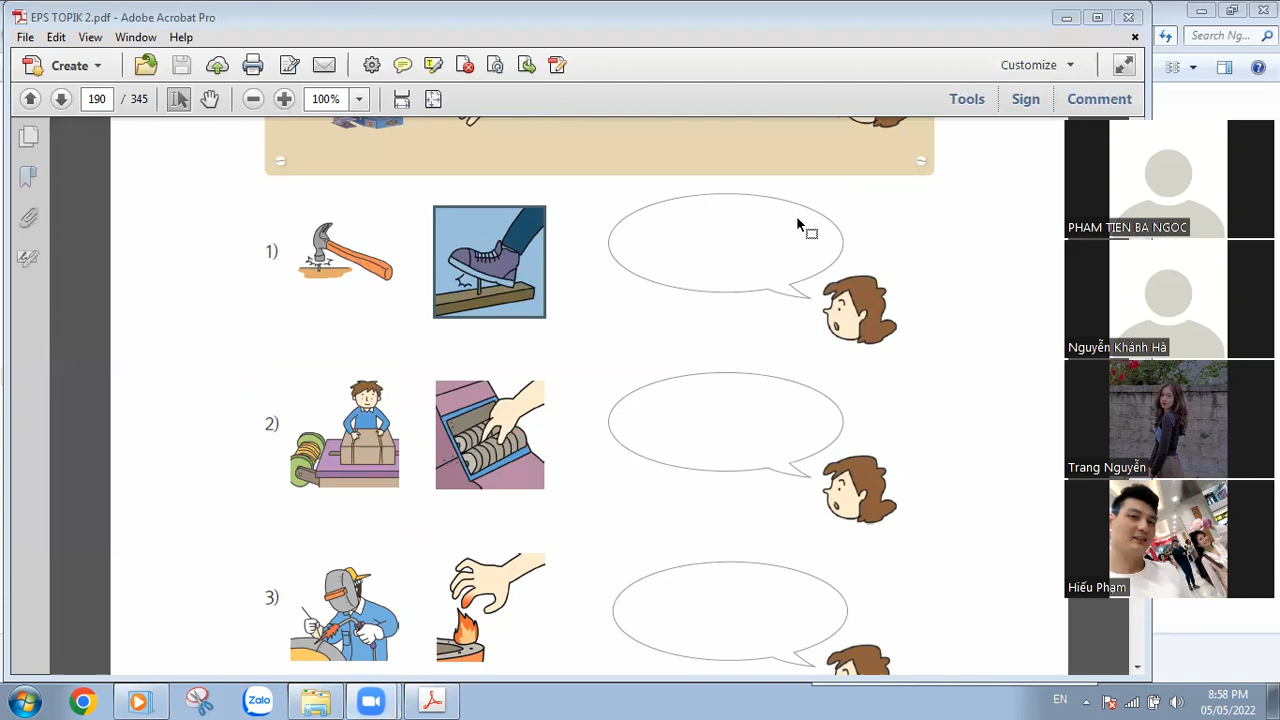 EPS TOPIK 2.pdf - Adobe Acrobat Pro
Search Ng...
File Edit View Window Help
Create
Customize
190 / 345
100%
Tools Sign Comment
1)
2)
3)
PHAM TIEN BA NGOC
Nguyễn Khánh Hà
Trang Nguyễn
Hiếu Phạm
Zalo
EN
8:58 PM
05/05/2022